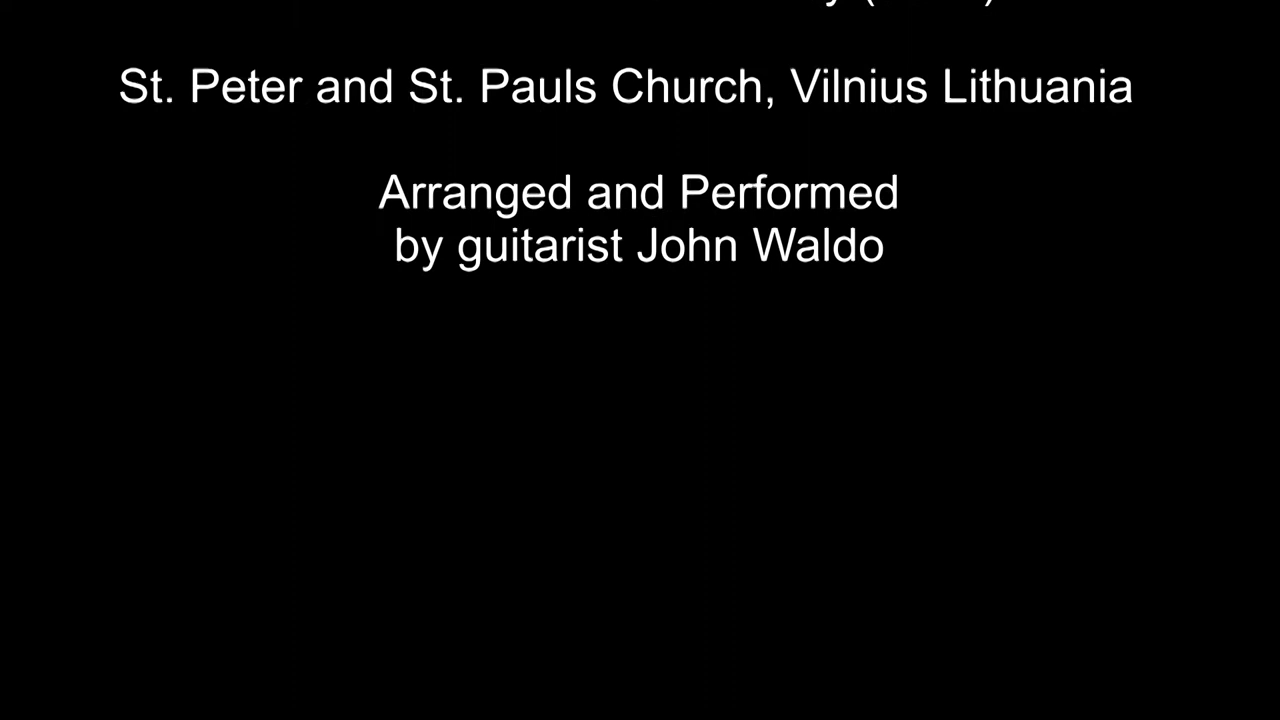 St. Peter and St. Pauls Church, Vilnius Lithuania
Arranged and Performed
by guitarist John Waldo